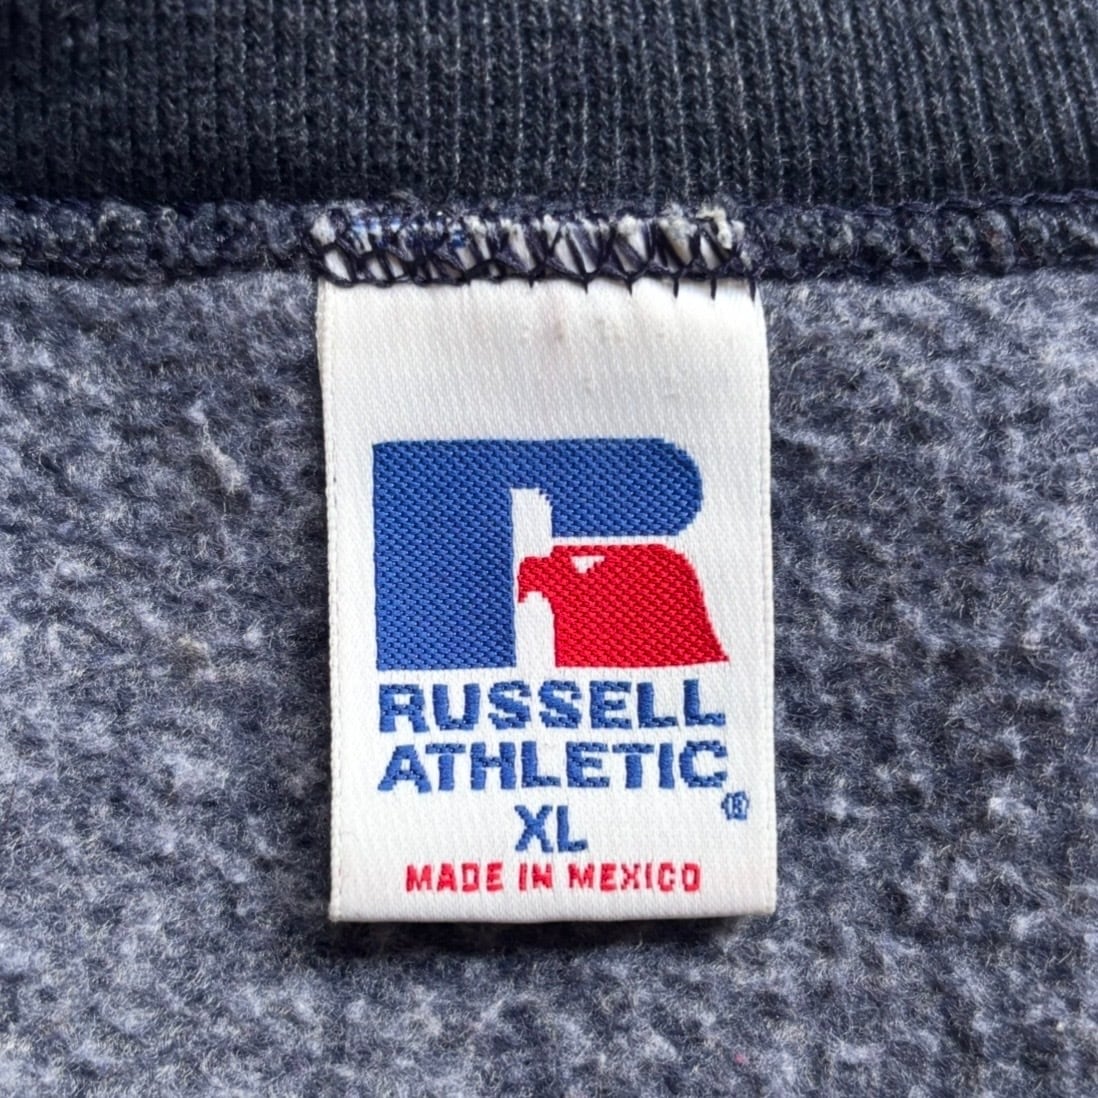 R
RUSSELL
ATHLETIC
®
XL
MADE IN MEXICO